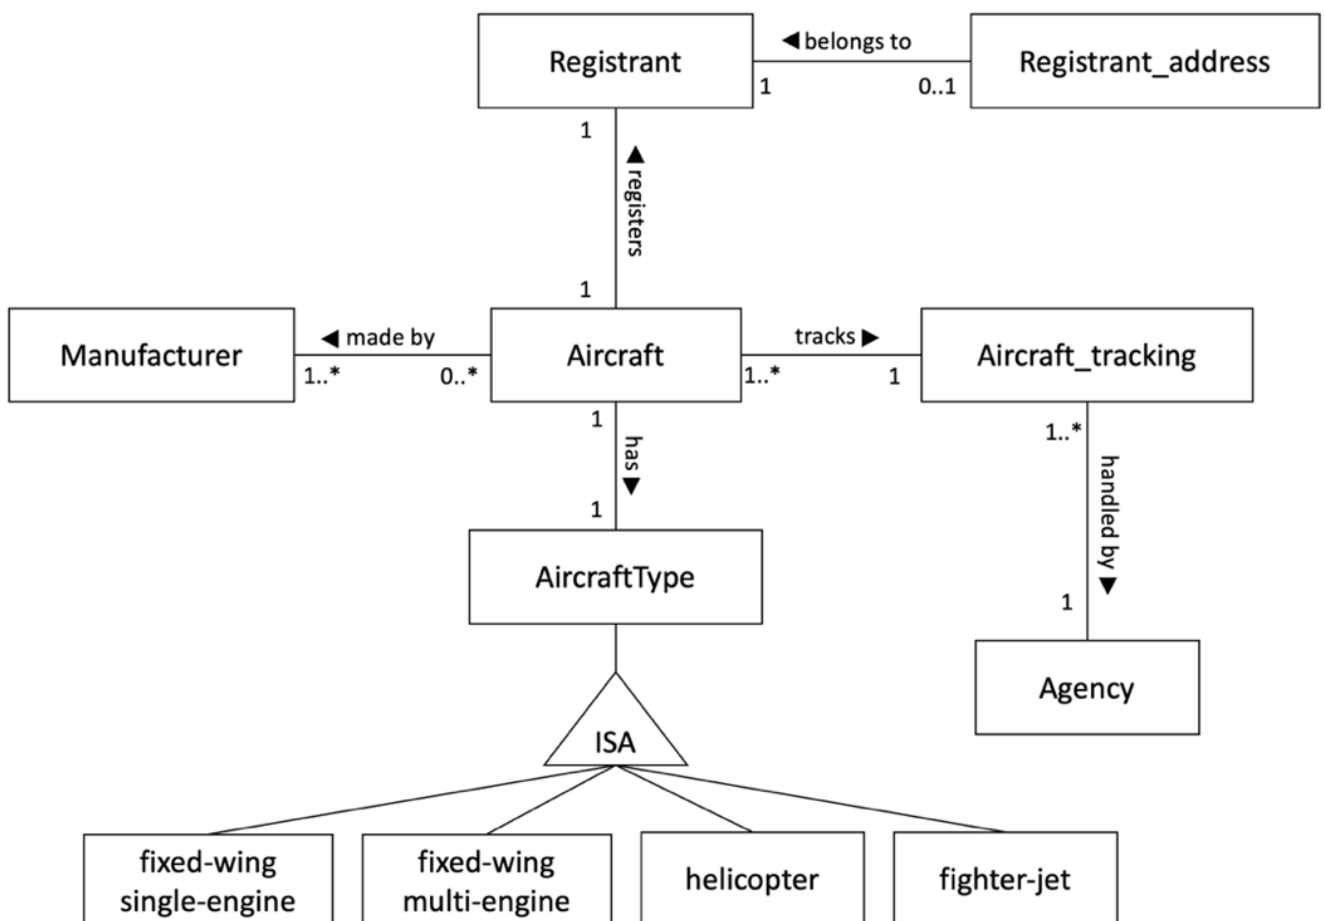 ◀ belongs to
Registrant
Registrant_address
1
0..1
1
▲ registers
1
◀ made by
tracks ▶
Manufacturer
Aircraft
Aircraft_tracking
1..*
0..*
1..*
1
1
has ▼
1
1..*
handled by ▼
1
AircraftType
Agency
ISA
fixed-wing
single-engine
fixed-wing
multi-engine
helicopter
fighter-jet